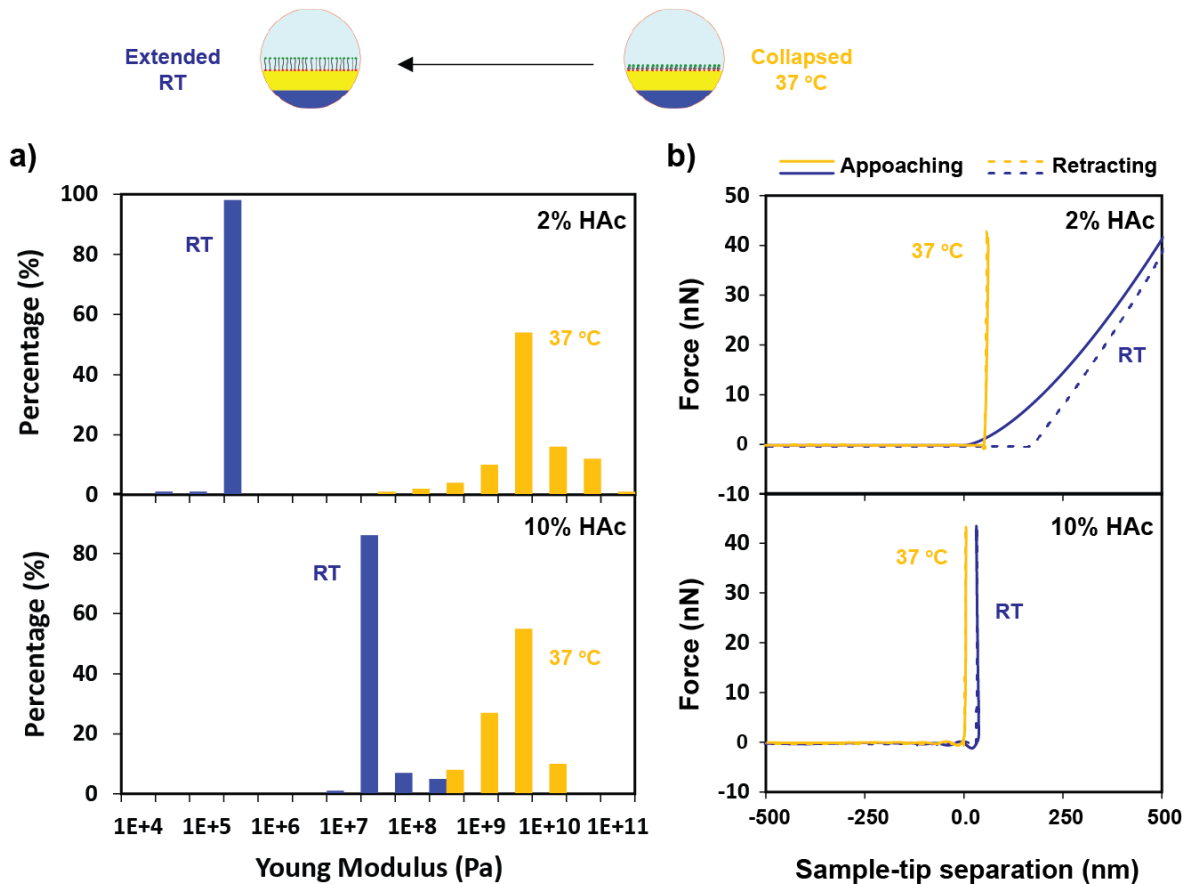 Extended
RT
Collapsed
37 ºC
a)
Percentage (%)
100
80
60
40
20
0
2% HAc
RT
37 ºC
Percentage (%)
80
60
40
20
0
10% HAc
RT
37 ºC
1E+4 1E+5 1E+6 1E+7 1E+8 1E+9 1E+10 1E+11
Young Modulus (Pa)
b)
Appoaching Retracting
Force (nN)
50
40
30
20
10
0
-10
2% HAc
37 ºC
RT
Force (nN)
40
30
20
10
0
-10
10% HAc
37 ºC
RT
-500 -250 0.0 250 500
Sample-tip separation (nm)